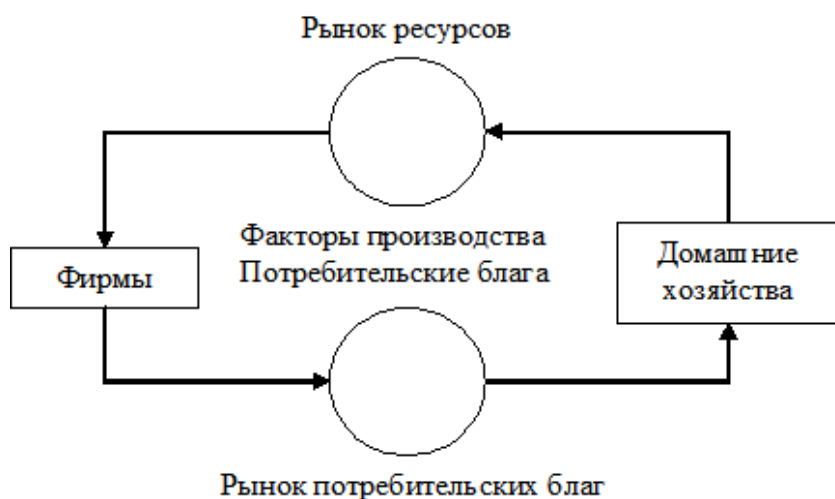 Рынок ресурсов
Факторы производства
Потребительские блага
Фирмы
Домашние
хозяйства
Рынок потребительских благ